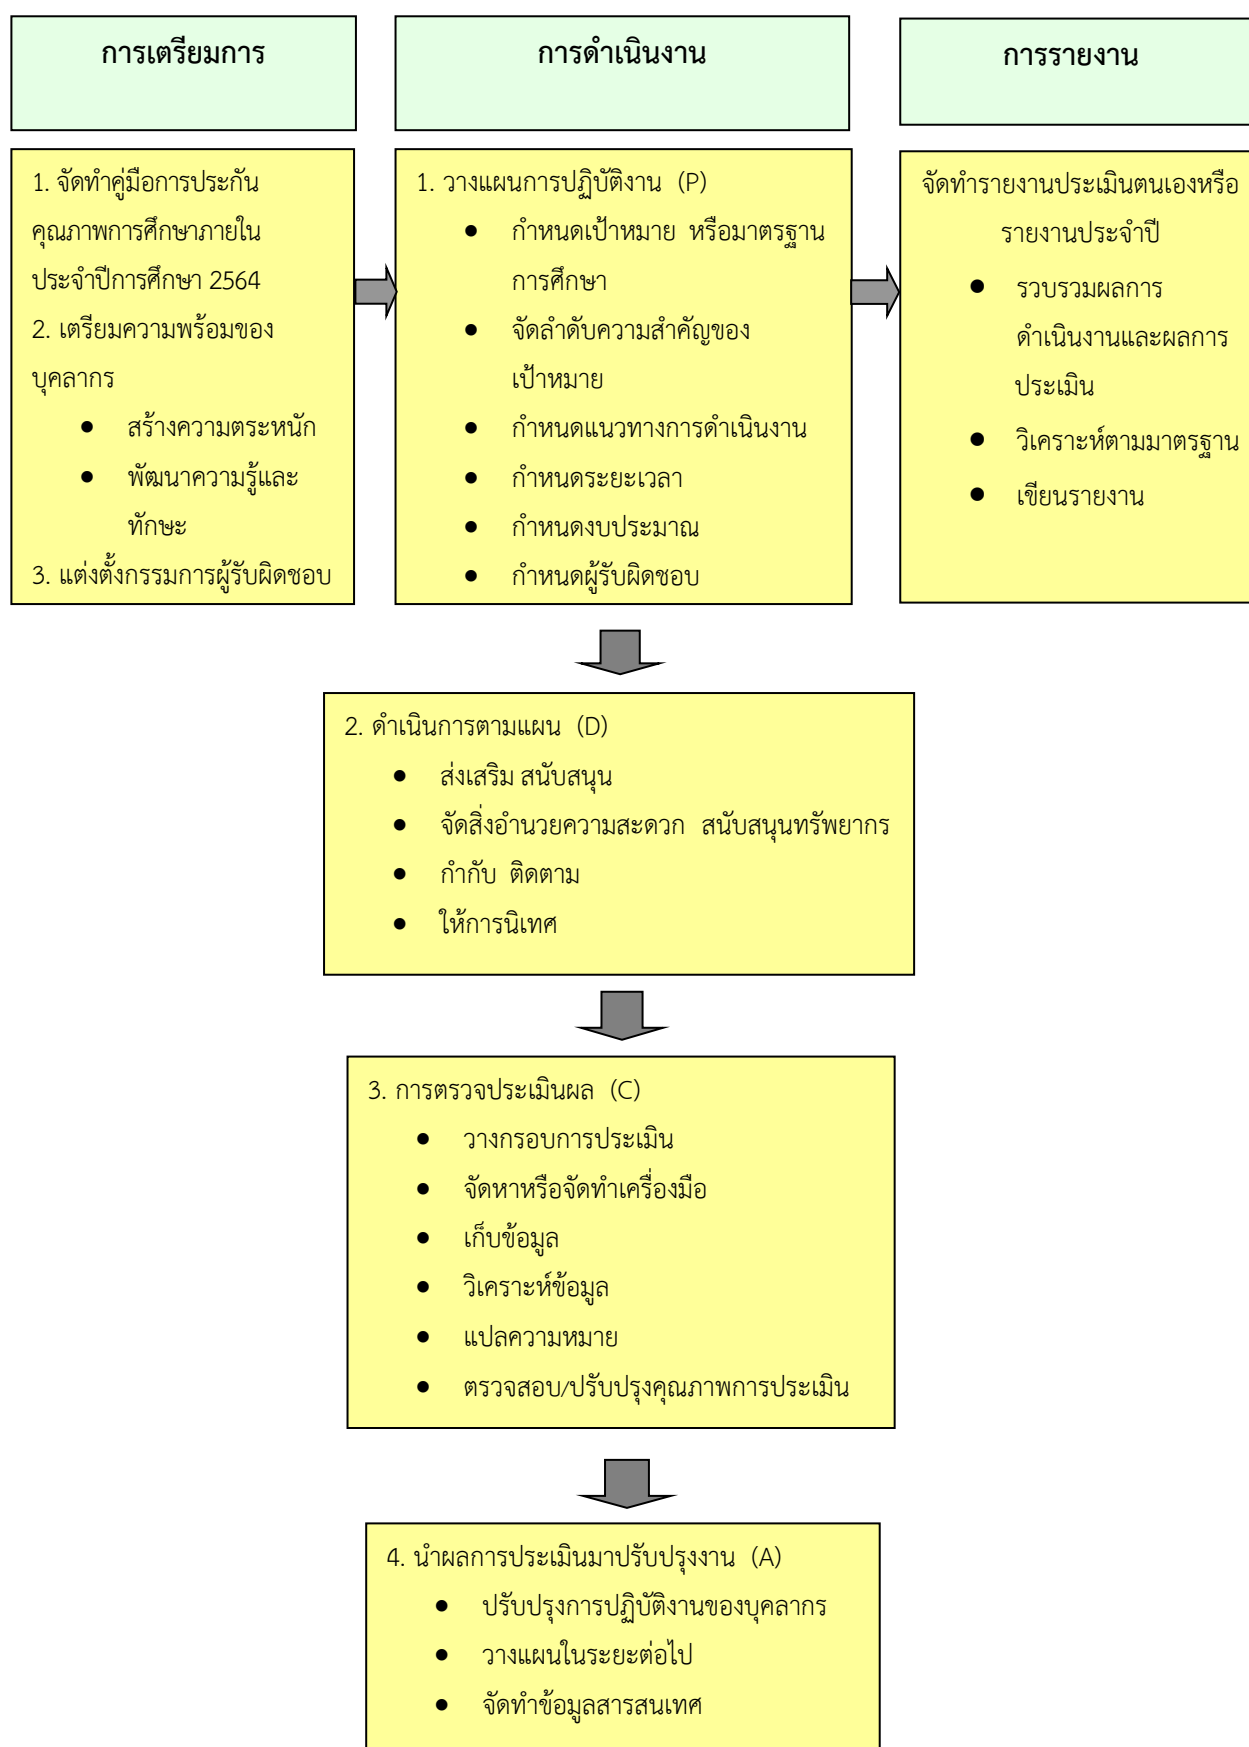 การเตรียมการ
การดำเนินงาน
การรายงาน
1. จัดทำคู่มือการประกัน
คุณภาพการศึกษาภายใน
ประจำปีการศึกษา 2564
2. เตรียมความพร้อมของ
บุคลากร
● สร้างความตระหนัก
● พัฒนาความรู้และ
ทักษะ
3. แต่งตั้งกรรมการผู้รับผิดชอบ
1. วางแผนการปฏิบัติงาน (P)
● กำหนดเป้าหมาย หรือมาตรฐาน
การศึกษา
● จัดลำดับความสำคัญของ
เป้าหมาย
● กำหนดแนวทางการดำเนินงาน
● กำหนดระยะเวลา
● กำหนดงบประมาณ
● กำหนดผู้รับผิดชอบ
จัดทำรายงานประเมินตนเองหรือ
รายงานประจำปี
● รวบรวมผลการ
ดำเนินงานและผลการ
ประเมิน
● วิเคราะห์ตามมาตรฐาน
● เขียนรายงาน
2. ดำเนินการตามแผน (D)
● ส่งเสริม สนับสนุน
● จัดสิ่งอำนวยความสะดวก สนับสนุนทรัพยากร
● กำกับ ติดตาม
● ให้การนิเทศ
3. การตรวจประเมินผล (C)
● วางกรอบการประเมิน
● จัดหาหรือจัดทำเครื่องมือ
● เก็บข้อมูล
● วิเคราะห์ข้อมูล
● แปลความหมาย
● ตรวจสอบ/ปรับปรุงคุณภาพการประเมิน
4. นำผลการประเมินมาปรับปรุงงาน (A)
● ปรับปรุงการปฏิบัติงานของบุคลากร
● วางแผนในระยะต่อไป
● จัดทำข้อมูลสารสนเทศ